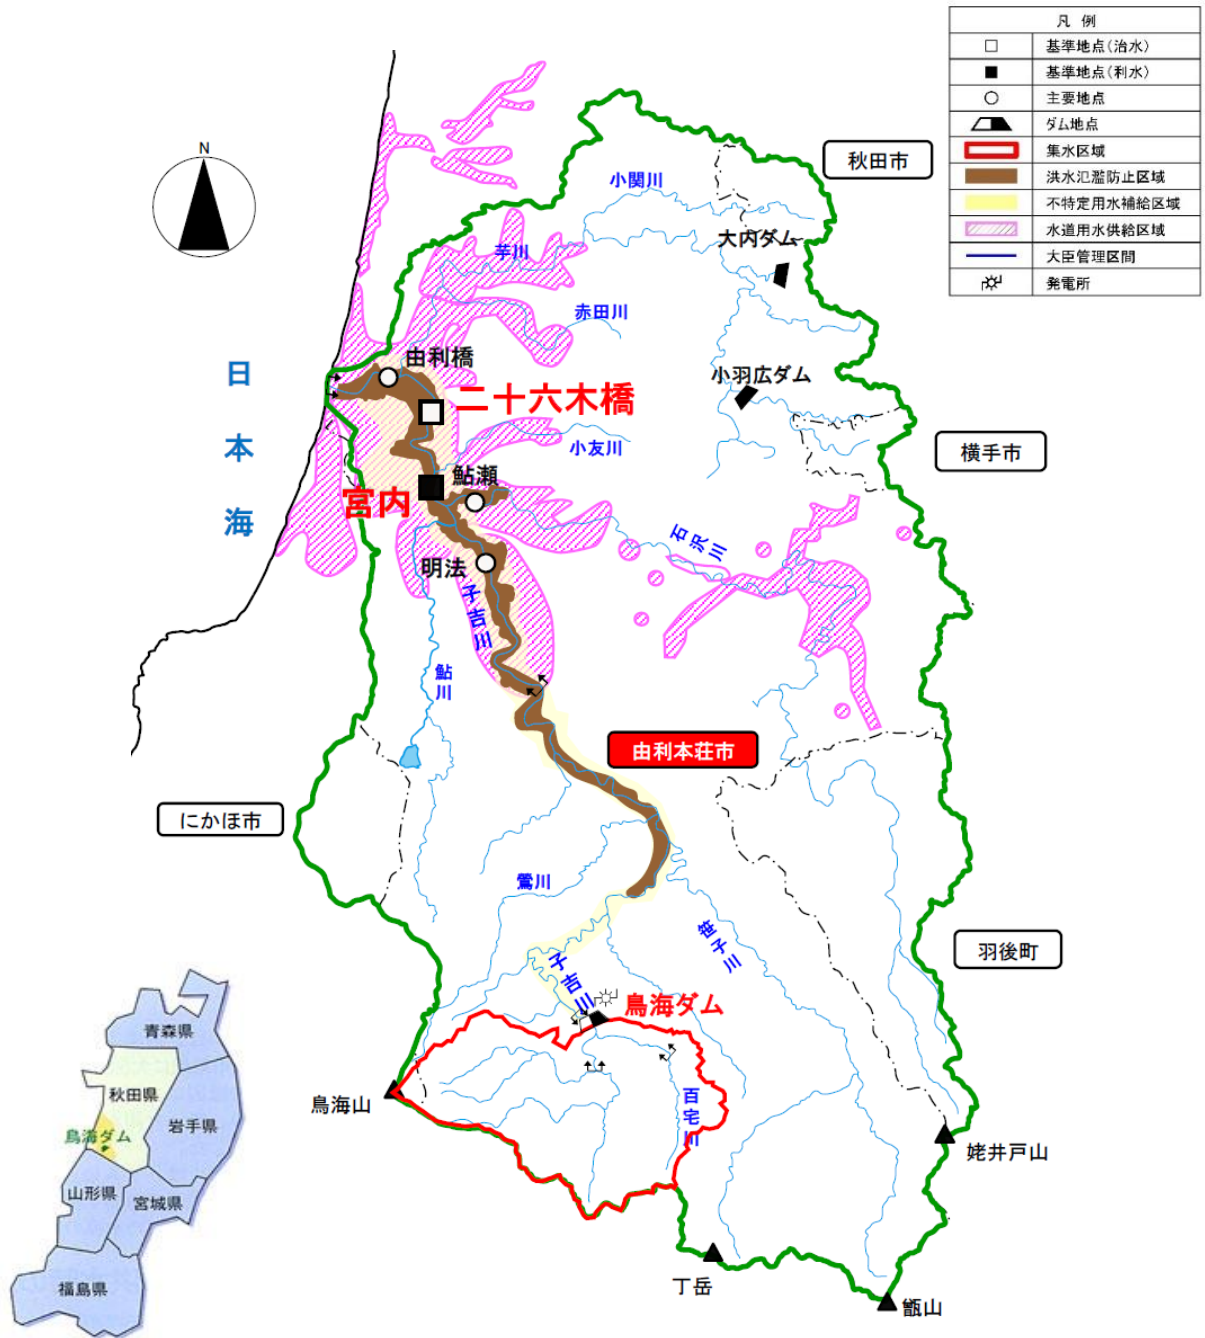 凡 例
基準地点(治水)
基準地点(利水)
主要地点
ダム地点
集水区域
洪水氾濫防止区域
不特定用水補給区域
水道用水供給区域
大臣管理区間
発電所
N
秋田市
小関川
大内ダム
芋川
赤田川
日本海
由利橋
小羽広ダム
二十六木橋
横手市
小友川
鮎瀬
宮内
石沢川
明法
子吉川
鮎川
由利本荘市
にかほ市
鶯川
笹子川
羽後町
子吉川
鳥海ダム
青森県
秋田県
岩手県
鳥海ダム
山形県
宮城県
福島県
鳥海山
百宅川
姥井戸山
丁岳
甑山